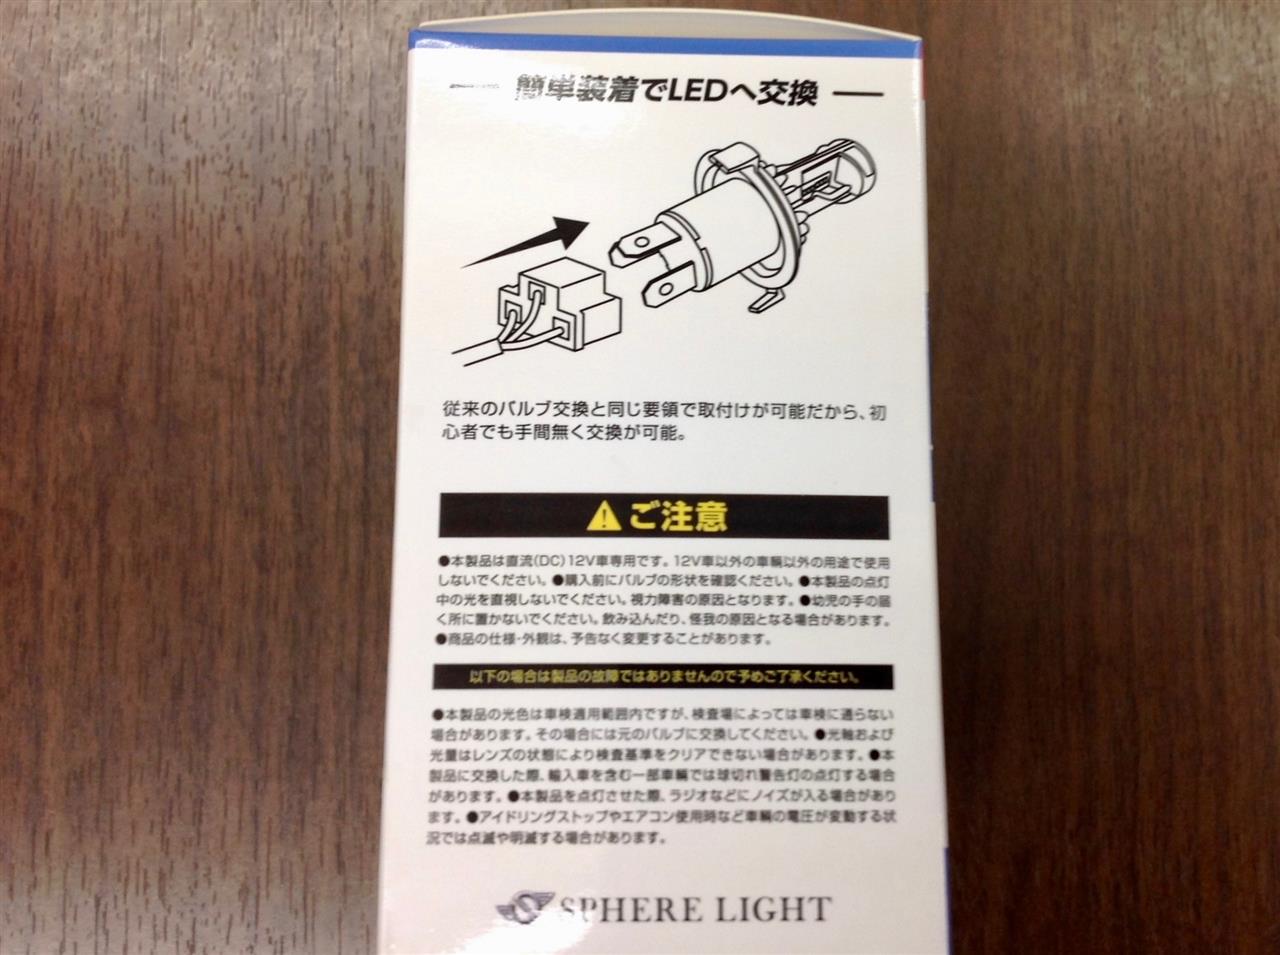 簡単装着でLEDへ交換
従来のバルブ交換と同じ要領で取付けが可能だから、初
心者でも手間無く交換が可能。
ご注意
●本製品は直流(DC)12V車専用です。12V車以外の車輌以外の用途で使用
しないでください。●購入前にバルブの形状を確認ください。●本製品の点灯
中の光を直視しないでください。視力障害の原因となります。●幼児の手の届
く所に置かないでください。飲み込んだり、怪我の原因となる場合があります。
●商品の仕様・外観は、予告なく変更することがあります。
以下の場合は製品の故障ではありませんので予めご了承ください。
●本製品の光色は車検適用範囲内ですが、検査場によっては車検に通らない
場合があります。その場合には元のバルブに交換してください。●光軸および
光量はレンズの状態により検査基準をクリアできない場合があります。●本
製品に交換した際、輸入車を含む一部車輌では球切れ警告灯の点灯する場合
があります。●本製品を点灯させた際、ラジオなどにノイズが入る場合があり
ます。●アイドリングストップやエアコン使用時など車輌の電圧が変動する状
況では点滅や明滅する場合があります。
SPHERE LIGHT